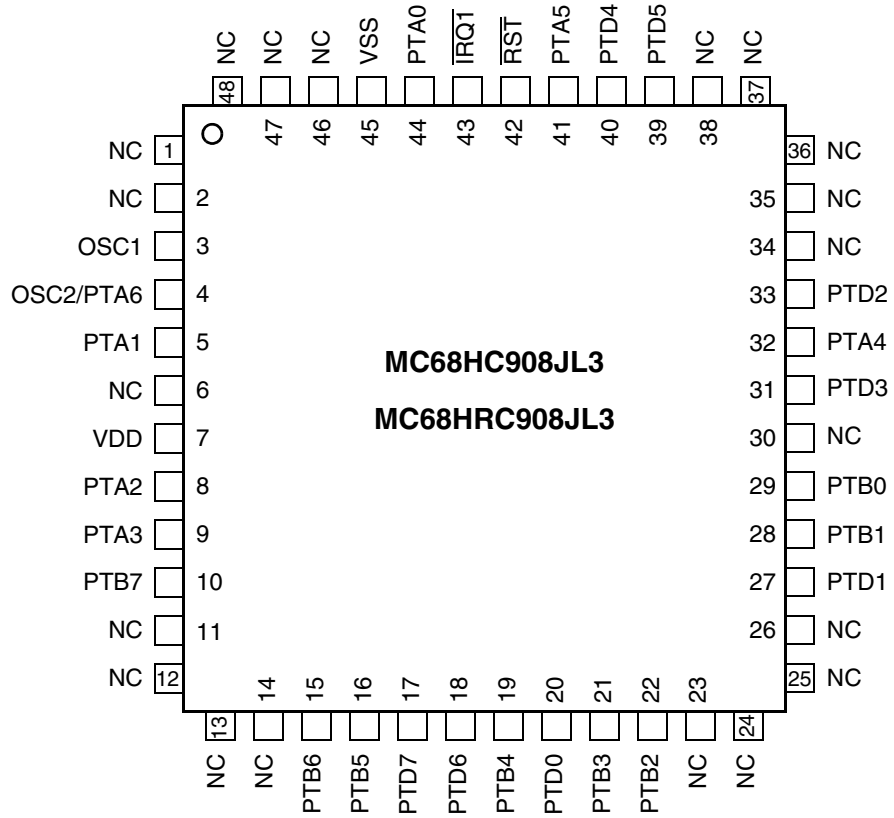 NC NC NC VSS PTA0 IRQ1 RST PTA5 PTD4 PTD5 NC NC
48 47 46 45 44 43 42 41 40 39 38 37
NC 1
NC 2
OSC1 3
OSC2/PTA6 4
PTA1 5
NC 6
VDD 7
PTA2 8
PTA3 9
PTB7 10
NC 11
NC 12
MC68HC908JL3
MC68HRC908JL3
36 NC
35 NC
34 NC
33 PTD2
32 PTA4
31 PTD3
30 NC
29 PTB0
28 PTB1
27 PTD1
26 NC
25 NC
13 14 15 16 17 18 19 20 21 22 23 24
NC NC PTB6 PTB5 PTD7 PTD6 PTB4 PTD0 PTB3 PTB2 NC NC